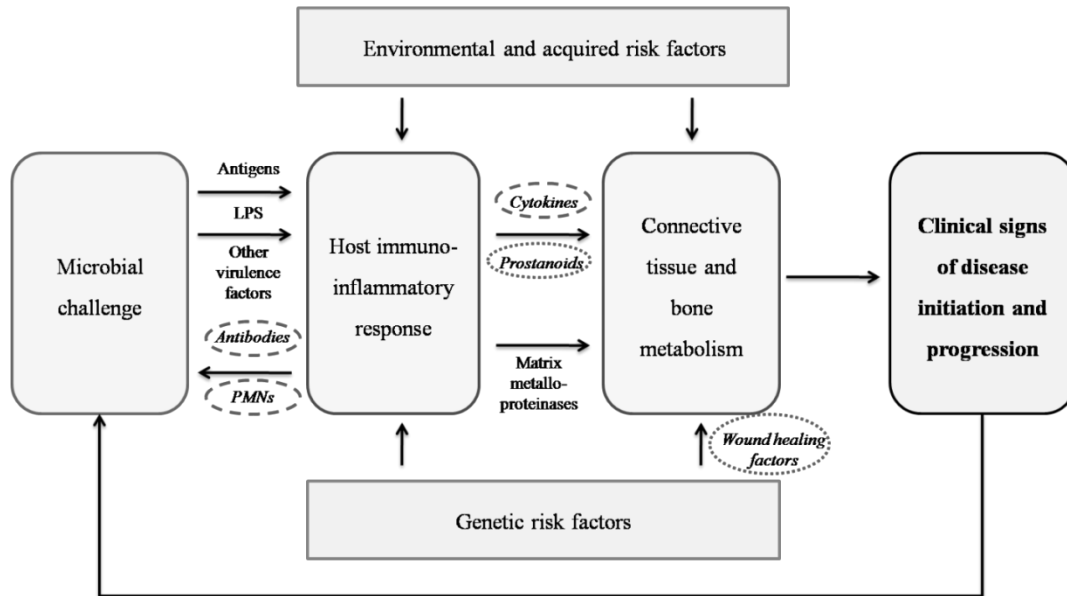 Environmental and acquired risk factors
Microbial
challenge
Antigens
LPS
Other
virulence
factors
Antibodies
PMNs
Host immuno-
inflammatory
response
Cytokines
Prostanoids
Matrix
metallo-
proteinases
Connective
tissue and
bone
metabolism
Wound healing
factors
Clinical signs
of disease
initiation and
progression
Genetic risk factors